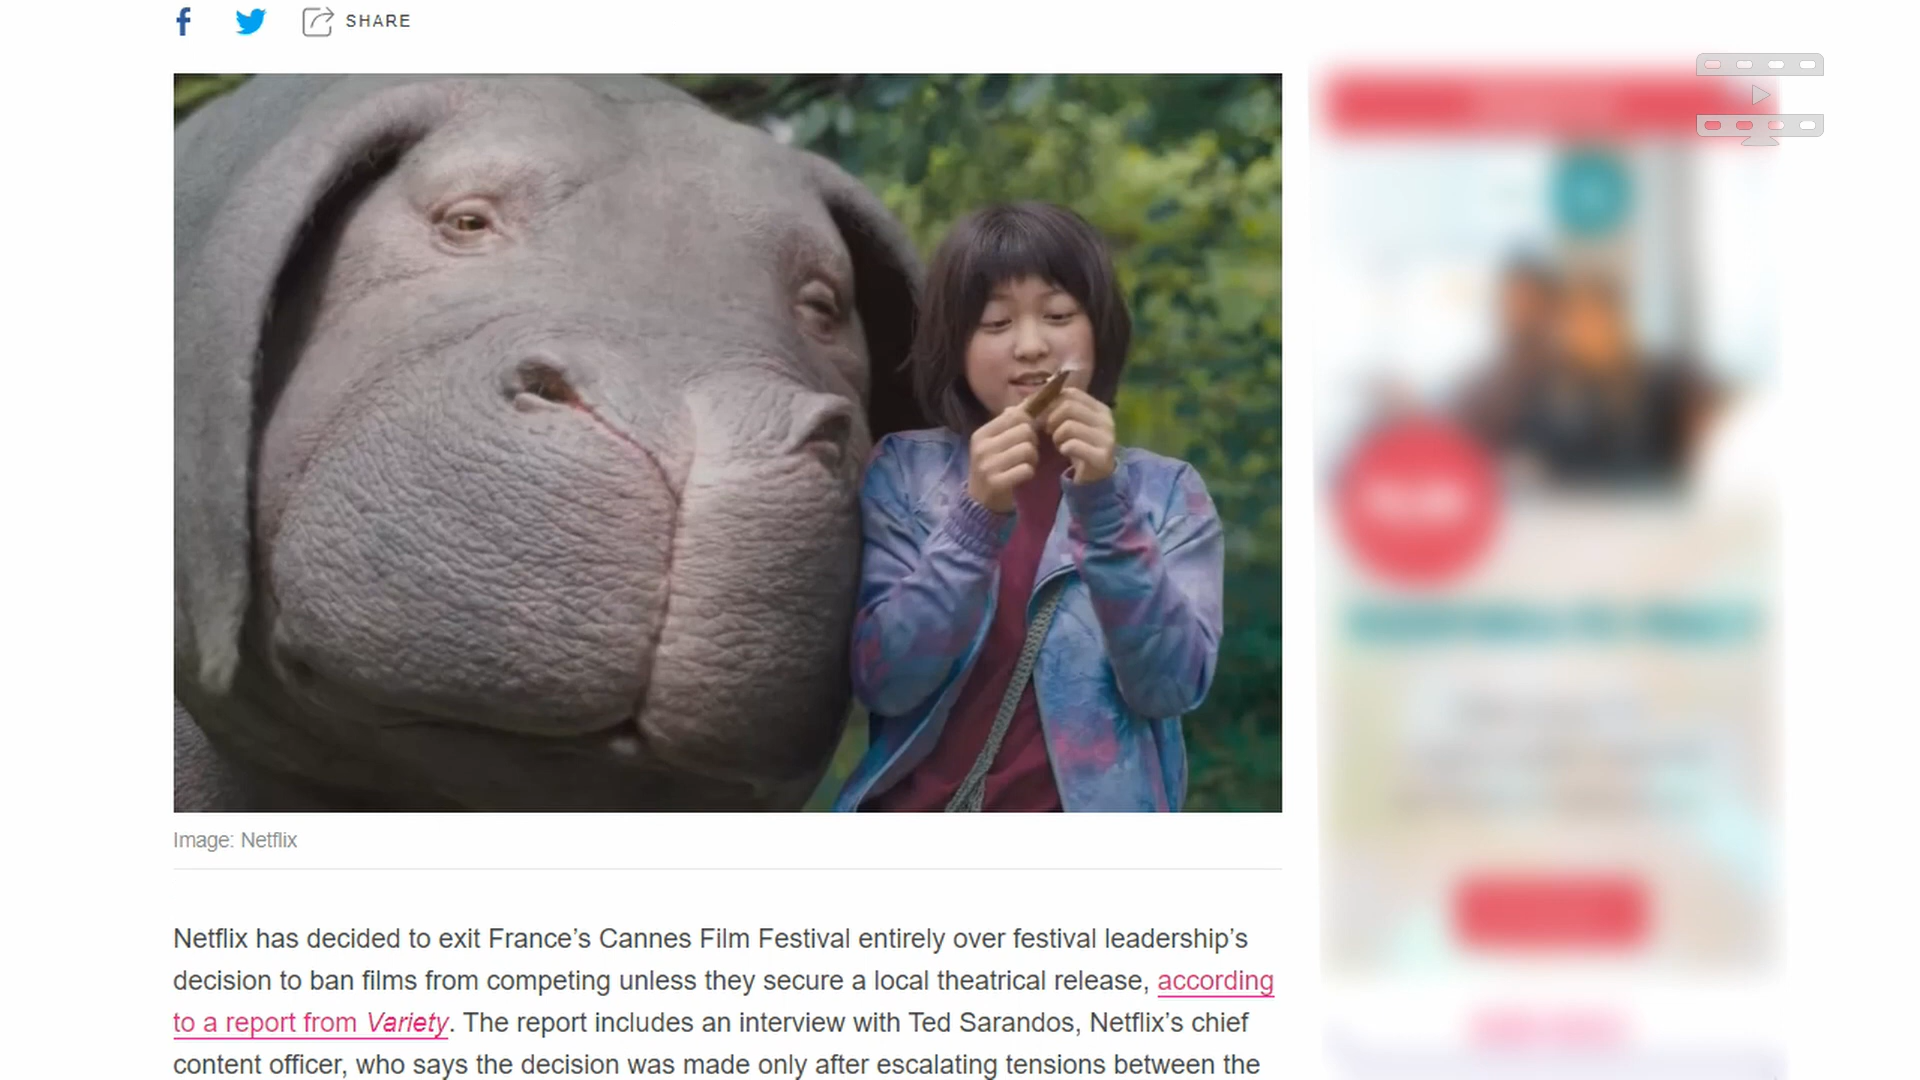 SHARE
Image: Netflix
Netflix has decided to exit France’s Cannes Film Festival entirely over festival leadership’s
decision to ban films from competing unless they secure a local theatrical release, according
to a report from Variety. The report includes an interview with Ted Sarandos, Netflix’s chief
content officer, who says the decision was made only after escalating tensions between the